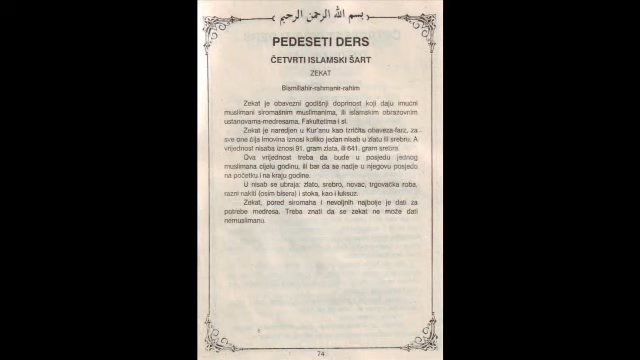 بسم الله الرحمن الرحيم
PEDESETI DERS
ČETVRTI ISLAMSKI ŠART
ZEKAT
Bismillahir-rahmanir-rahim
Zekat je obavezni godišnji doprinost koji daju imućni
muslimani siromašnim muslimanima, ili islamskim obrazovnim
ustanovama-medresama, Fakultetima i sl.
Zekat je naredjen u Kur'anu kao izričita obaveza-farz, za
sve one čija imovina iznosi koliko jedan nisab u zlatu ili srebru. A
vrijednost nisaba iznosi 91. gram zlata, ili 641. gram srebra.
Ova vrijednost treba da bude u posjedu jednog
muslimana cijelu godinu, ili bar da se nadje u njegovu posjedu
na početku i na kraju godine.
U nisab se ubraja: zlato, srebro, novac, trgovačka roba,
razni nakiti (osim bisera) i stoka, kao i luksuz.
Zekat, pored siromaha i nevoljnih najbolje je dati za
potrebe medresa. Treba znati da se zekat ne može dati
nemuslimanu.
74